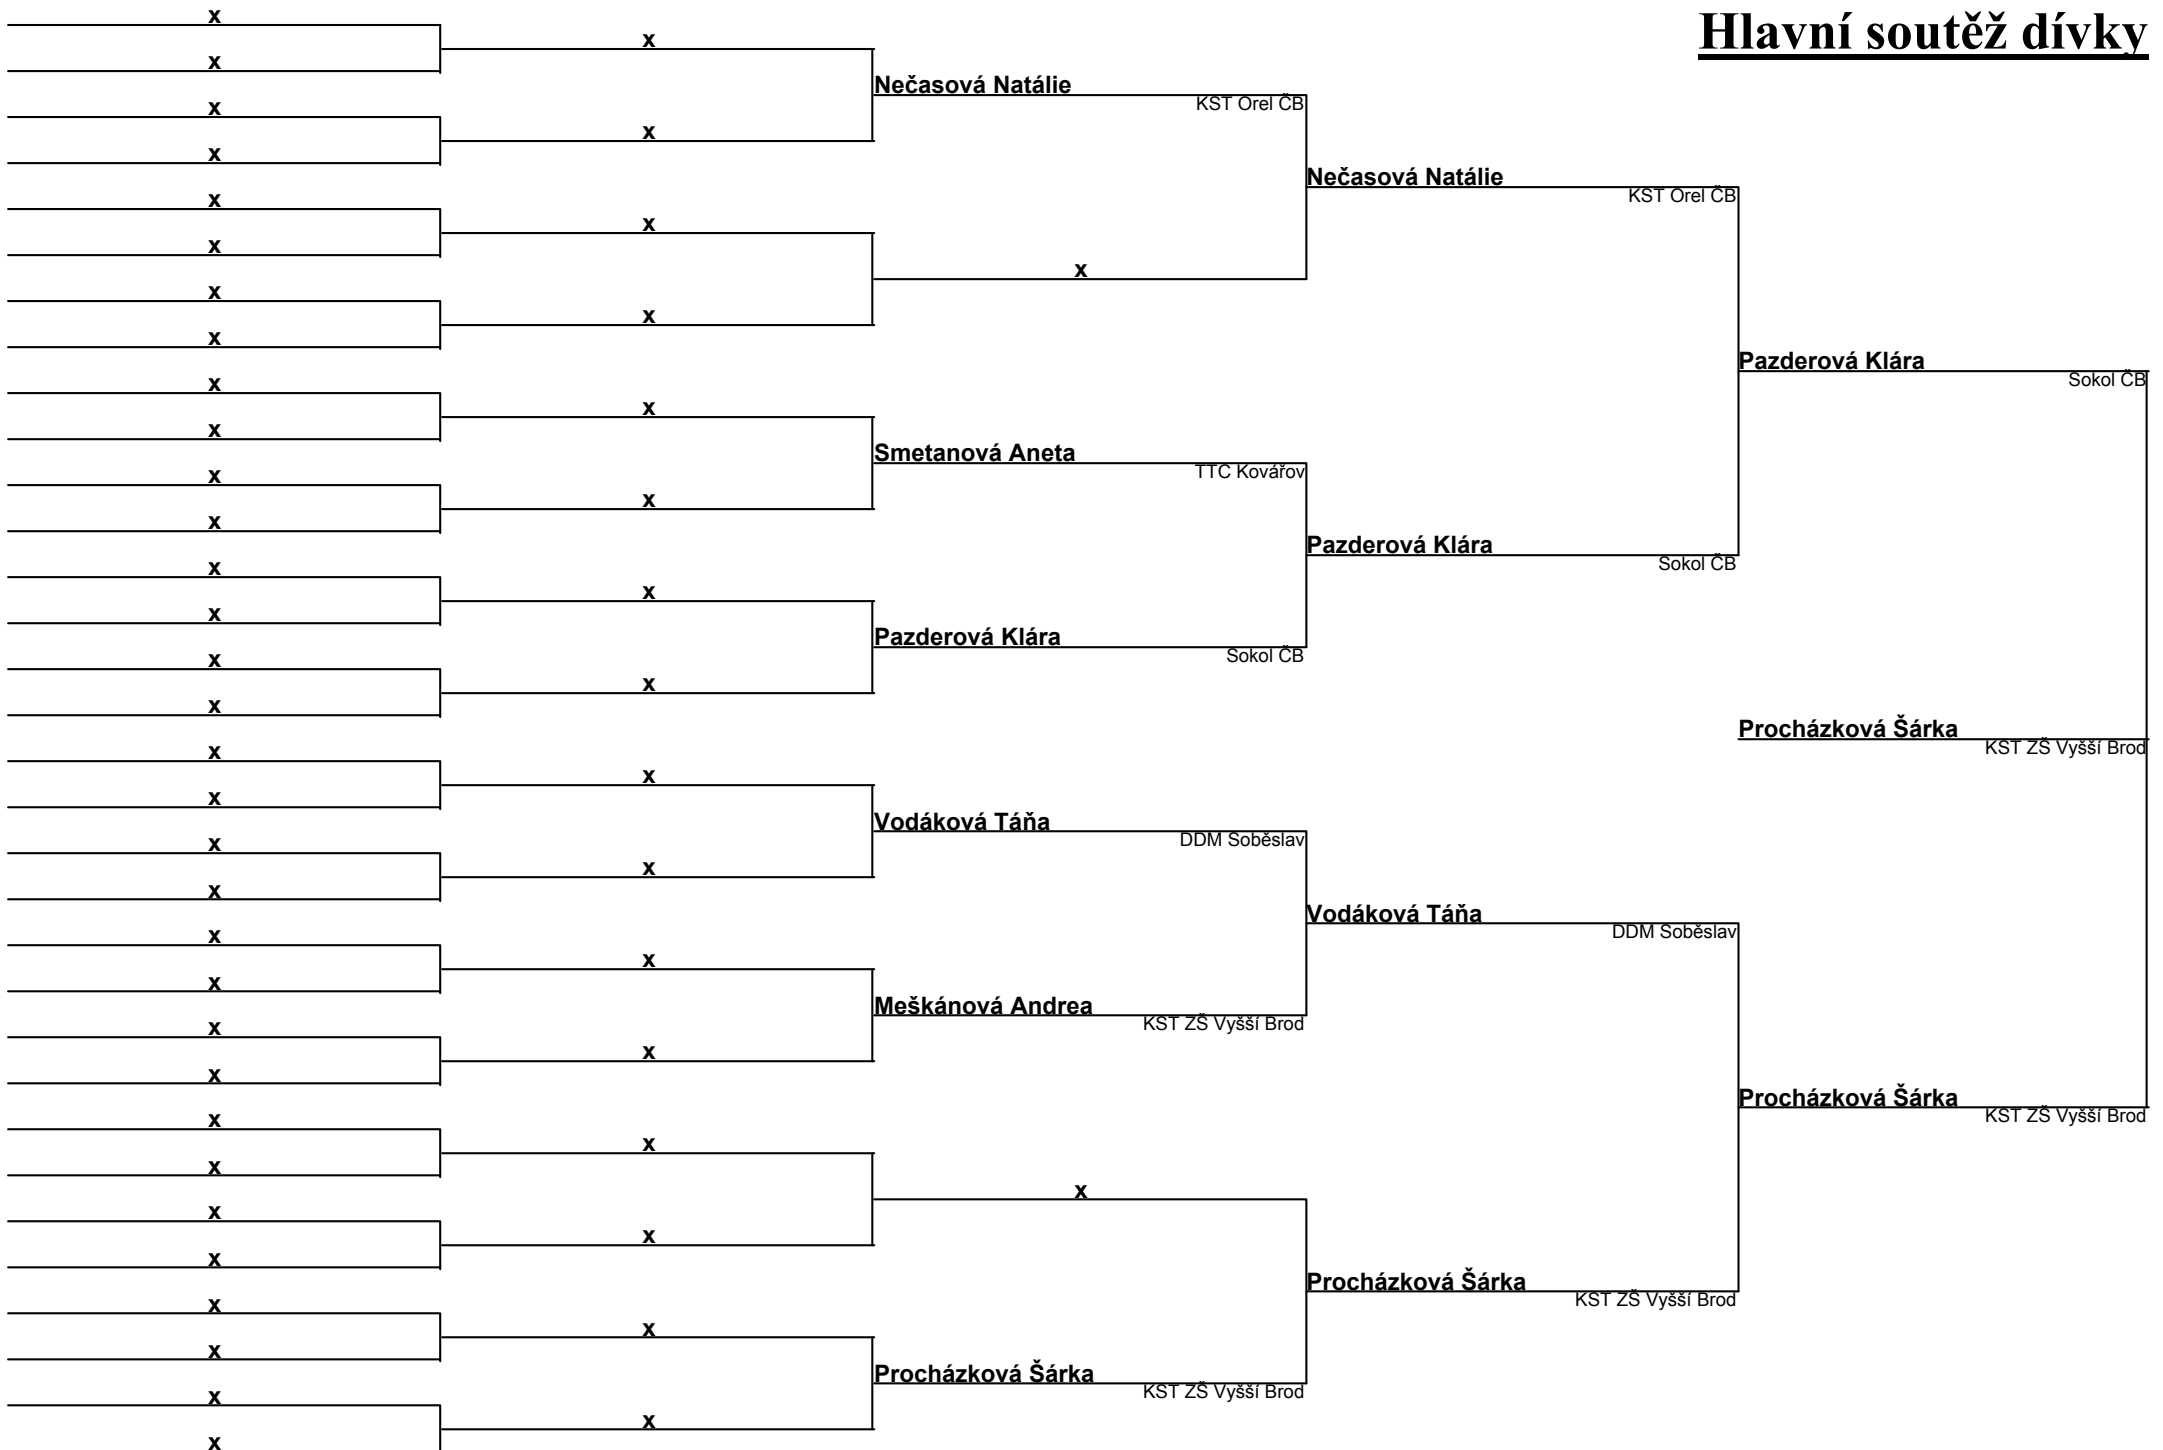 Hlavní soutěž dívky
x
x
x
x
Nečasová Natálie
KST Orel ČB
x
x
x
Nečasová Natálie
KST Orel ČB
x
x
x
x
x
x
x
Pazderová Klára
Sokol ČB
x
x
x
Smetanová Aneta
TTC Kovářov
x
x
x
Pazderová Klára
Sokol ČB
x
x
x
Pazderová Klára
Sokol ČB
x
x
x
Procházková Šárka
KST ZŠ Vyšší Brod
x
x
x
Vodáková Táňa
DDM Soběslav
x
x
x
Vodáková Táňa
DDM Soběslav
x
x
x
Meškánová Andrea
KST ZŠ Vyšší Brod
x
x
x
Procházková Šárka
KST ZŠ Vyšší Brod
x
x
x
x
x
x
x
Procházková Šárka
KST ZŠ Vyšší Brod
x
x
x
Procházková Šárka
KST ZŠ Vyšší Brod
x
x
x